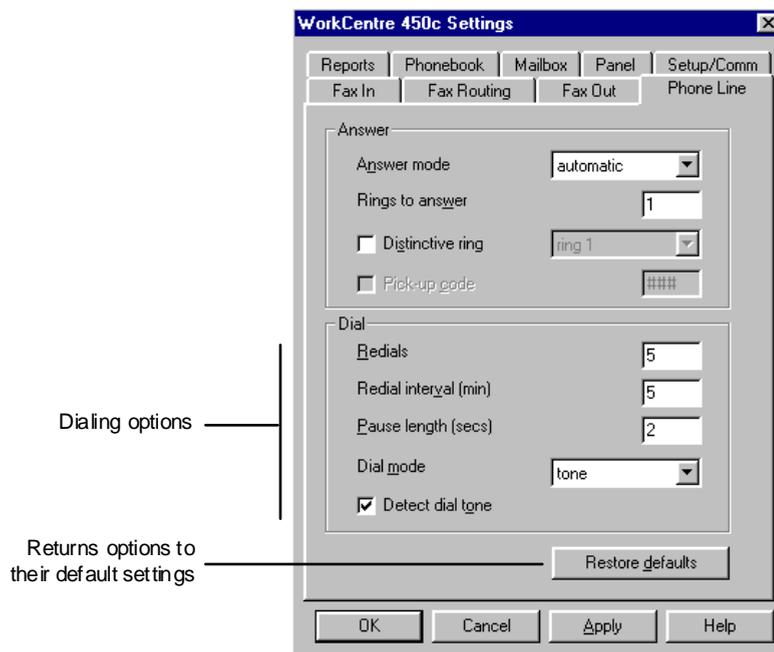 WorkCentre 450c Settings
Reports Phonebook Mailbox Panel Setup/Comm
Fax In Fax Routing Fax Out Phone Line
Answer
Answer mode automatic
Rings to answer 1
Distinctive ring ring 1
Pick-up code ###
Dial
Redials 5
Redial interval (min) 5
Pause length (secs) 2
Dial mode tone
Detect dial tone
Dialing options
Returns options to
their default settings
Restore defaults
OK Cancel Apply Help